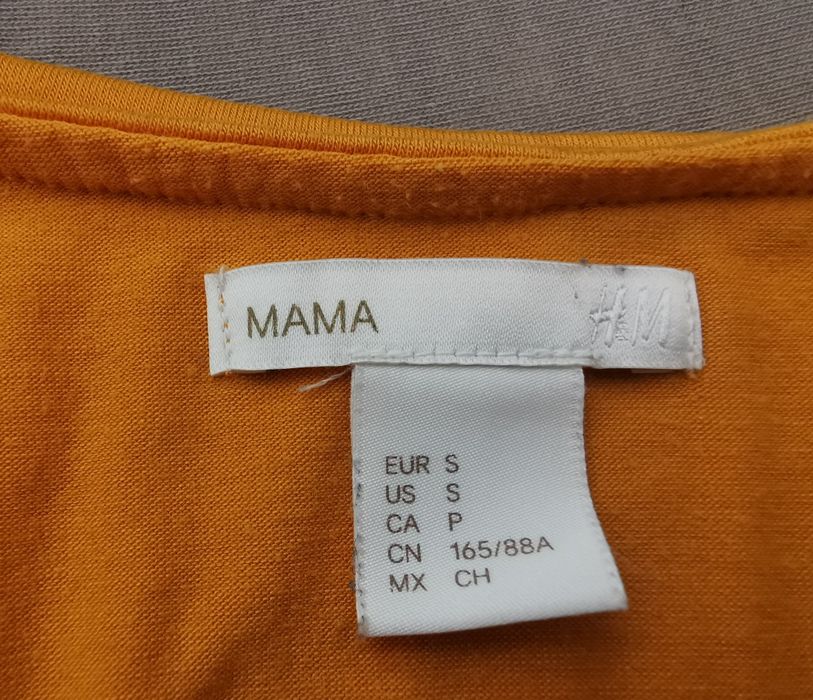 MAMA H&M
EUR S
US S
CA P
CN 165/88A
MX CH